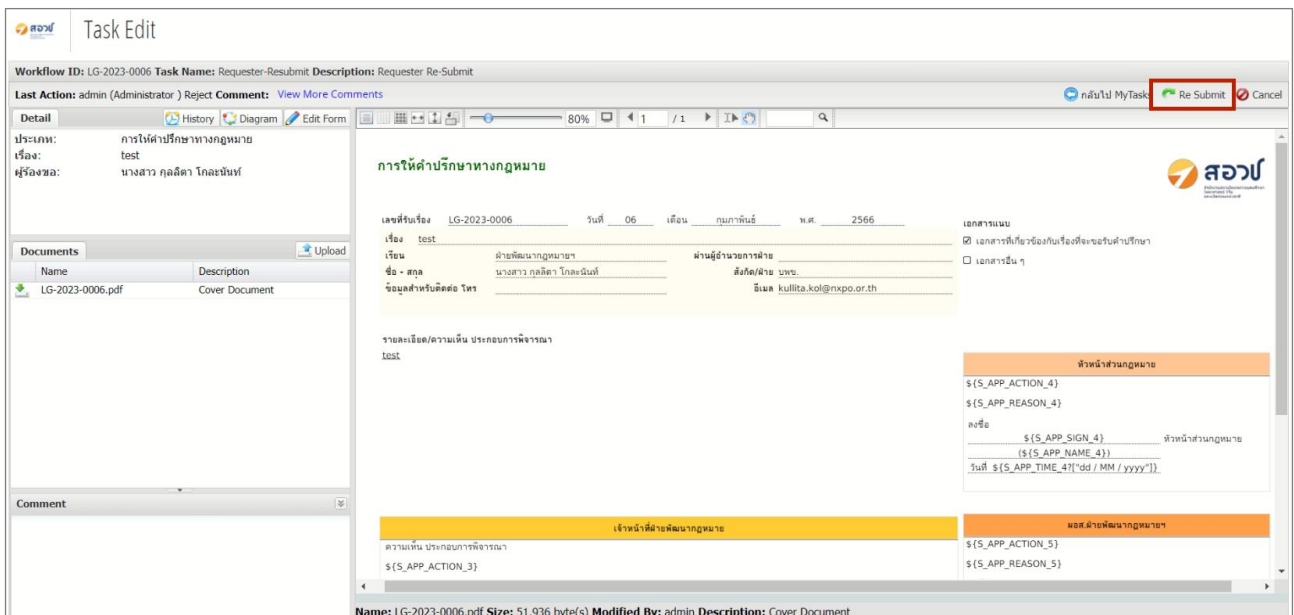 สอวช Task Edit
Workflow ID: LG-2023-0006 Task Name: Requester-Resubmit Description: Requester Re-Submit
Last Action: admin (Administrator ) Reject Comment: View More Comments
กลับไป MyTasks Re Submit Cancel
Detail History Diagram Edit Form
80% 1 / 1
ประเภท: การให้คำปรึกษาทางกฎหมาย
เรื่อง: test
ผู้ร้องขอ: นางสาว กุลลิตา โกละนันท์
Documents Upload
Name Description
LG-2023-0006.pdf Cover Document
Comment
การให้คำปรึกษาทางกฎหมาย
สอวช
เลขที่รับเรื่อง LG-2023-0006 วันที่ 06 เดือน กุมภาพันธ์ พ.ศ. 2566
เรื่อง test
เรียน ฝ่ายพัฒนากฎหมายฯ ผ่านผู้อำนวยการฝ่าย
ชื่อ - สกุล นางสาว กุลลิตา โกละนันท์ สังกัด/ฝ่าย บพข.
ข้อมูลสำหรับติดต่อ โทร อีเมล kullita.kol@nxpo.or.th
เอกสารแนบ
เอกสารที่เกี่ยวข้องกับเรื่องที่จะขอรับคำปรึกษา
เอกสารอื่น ๆ
รายละเอียด/ความเห็น ประกอบการพิจารณา
test
หัวหน้าส่วนกฎหมาย
${S_APP_ACTION_4}
${S_APP_REASON_4}
ลงชื่อ
${S_APP_SIGN_4} หัวหน้าส่วนกฎหมาย
(${S_APP_NAME_4})
วันที่ ${S_APP_TIME_4?["dd / MM / yyyy"]}
เจ้าหน้าที่ฝ่ายพัฒนากฎหมาย
ความเห็น ประกอบการพิจารณา
${S_APP_ACTION_3}
ผอส.ฝ่ายพัฒนากฎหมายฯ
${S_APP_ACTION_5}
${S_APP_REASON_5}
Name: LG-2023-0006.pdf Size: 51,936 byte(s) Modified By: admin Description: Cover Document